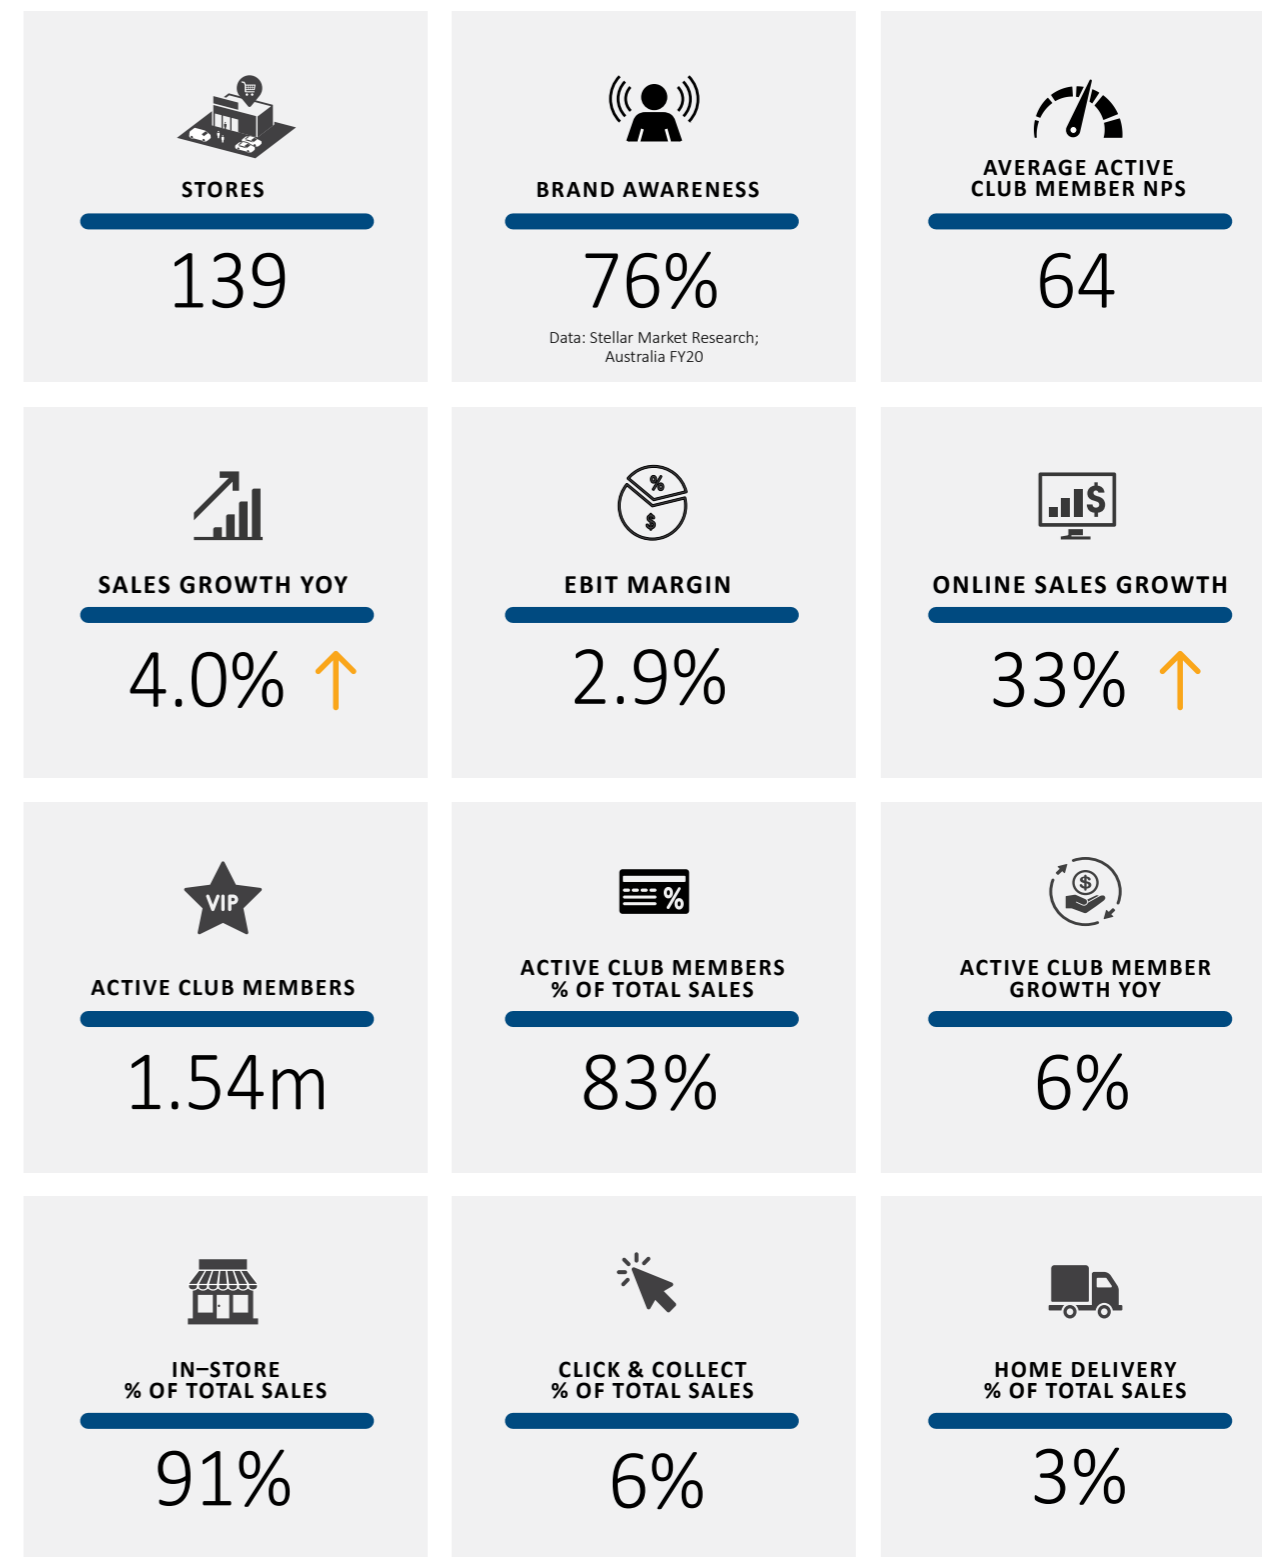 STORES
139
BRAND AWARENESS
76%
Data: Stellar Market Research;
Australia FY20
AVERAGE ACTIVE
CLUB MEMBER NPS
64
SALES GROWTH YOY
4.0%
EBIT MARGIN
2.9%
ONLINE SALES GROWTH
33%
VIP
ACTIVE CLUB MEMBERS
1.54m
ACTIVE CLUB MEMBERS
% OF TOTAL SALES
83%
ACTIVE CLUB MEMBER
GROWTH YOY
6%
IN–STORE
% OF TOTAL SALES
91%
CLICK & COLLECT
% OF TOTAL SALES
6%
HOME DELIVERY
% OF TOTAL SALES
3%